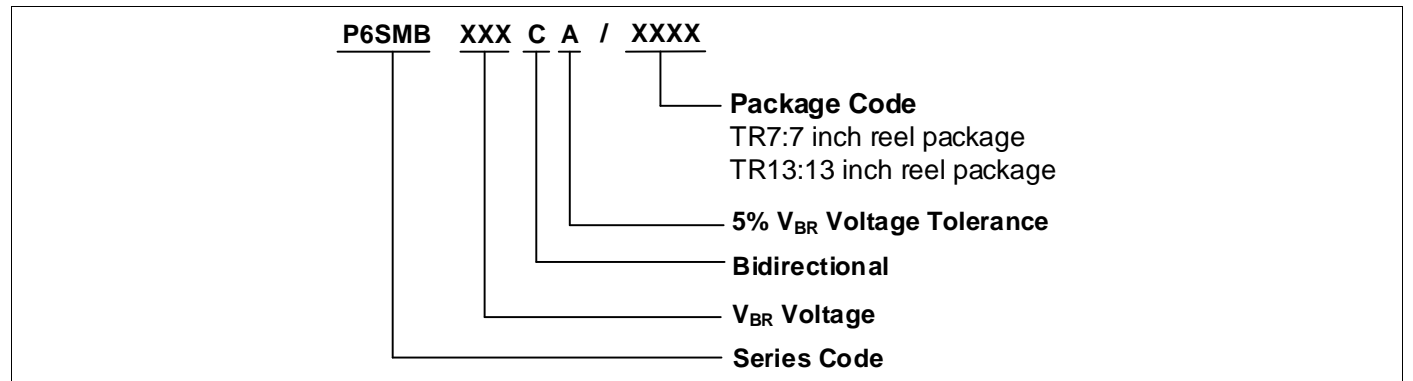 P6SMB XXX C A / XXXX
Package Code
TR7:7 inch reel package
TR13:13 inch reel package
5% VBR Voltage Tolerance
Bidirectional
VBR Voltage
Series Code